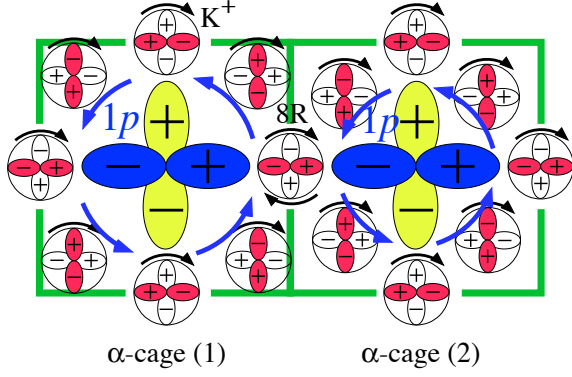 K+
8R
1p
1p
α-cage (1)
α-cage (2)